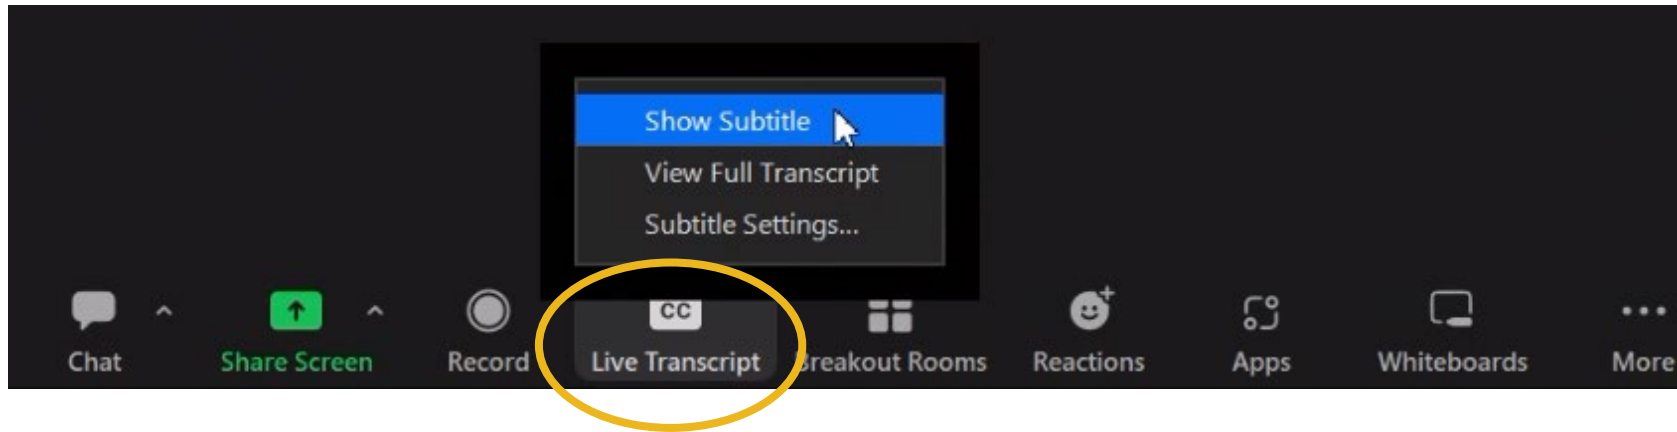 Show Subtitle
View Full Transcript
Subtitle Settings...
CC
Chat
Share Screen
Record
Live Transcript
Breakout Rooms
Reactions
Apps
Whiteboards
More